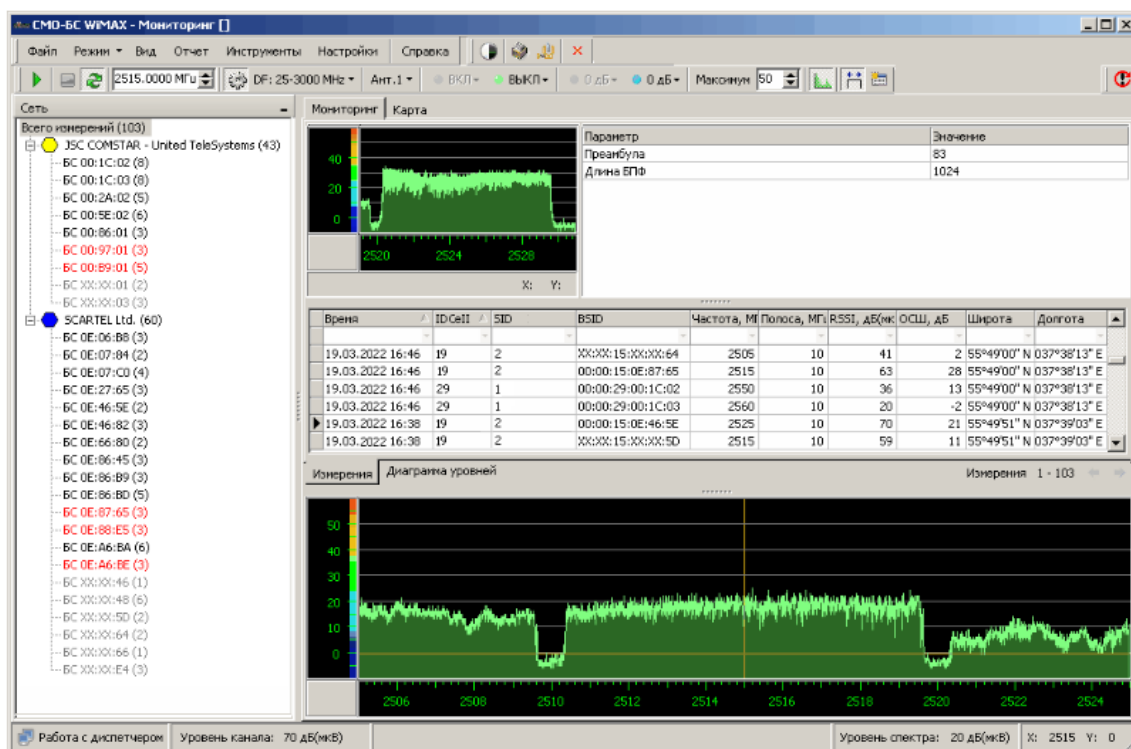 СМО-БС WiMAX - Мониторинг []
Файл Режим Вид Отчет Инструменты Настройки Справка
2515.0000 МГц DF: 25-3000 MHz Ант.1 ВКЛ ВЫКЛ 0 дБ 0 дБ Максимум 50
Сеть
Всего измерений (103)
JSC COMSTAR - United TeleSystems (43)
БС 00:1C:02 (8)
БС 00:1C:03 (8)
БС 00:2A:02 (5)
БС 00:5E:02 (6)
БС 00:86:01 (3)
БС 00:97:01 (3)
БС 00:B9:01 (5)
БС XX:XX:01 (2)
БС XX:XX:03 (3)
SCARTEL Ltd. (60)
БС 0E:06:B8 (3)
БС 0E:07:84 (2)
БС 0E:07:C0 (4)
БС 0E:27:65 (3)
БС 0E:46:5E (2)
БС 0E:46:82 (3)
БС 0E:66:80 (2)
БС 0E:86:45 (3)
БС 0E:86:B9 (3)
БС 0E:86:BD (5)
БС 0E:87:65 (3)
БС 0E:88:E5 (3)
БС 0E:A6:BA (6)
БС 0E:A6:BE (3)
БС XX:XX:46 (1)
БС XX:XX:48 (6)
БС XX:XX:5D (2)
БС XX:XX:64 (2)
БС XX:XX:66 (1)
БС XX:XX:E4 (3)
Мониторинг Карта
40
20
0
2520 2524 2528
X: Y:
Параметр Значение
Преамбула 83
Длина БПФ 1024
Время IDCell SID BSID Частота, МГ Полоса, МГц RSSI, дБ(мк ОСШ, дБ Широта Долгота
19.03.2022 16:46 19 2 XX:XX:15:XX:XX:64 2505 10 41 2 55°49'00" N 037°38'13" E
19.03.2022 16:46 19 2 00:00:15:0E:87:65 2515 10 63 28 55°49'00" N 037°38'13" E
19.03.2022 16:46 29 1 00:00:29:00:1C:02 2550 10 36 13 55°49'00" N 037°38'13" E
19.03.2022 16:46 29 1 00:00:29:00:1C:03 2560 10 20 -2 55°49'00" N 037°38'13" E
19.03.2022 16:38 19 2 00:00:15:0E:46:5E 2525 10 70 21 55°49'51" N 037°39'03" E
19.03.2022 16:38 19 2 XX:XX:15:XX:XX:5D 2515 10 59 11 55°49'51" N 037°39'03" E
Измерения Диаграмма уровней Измерения 1 - 103
50
40
30
20
10
0
2506 2508 2510 2512 2514 2516 2518 2520 2522 2524
Работа с диспетчером Уровень канала: 70 дБ(мкВ) Уровень спектра: 20 дБ(мкВ) X: 2515 Y: 0